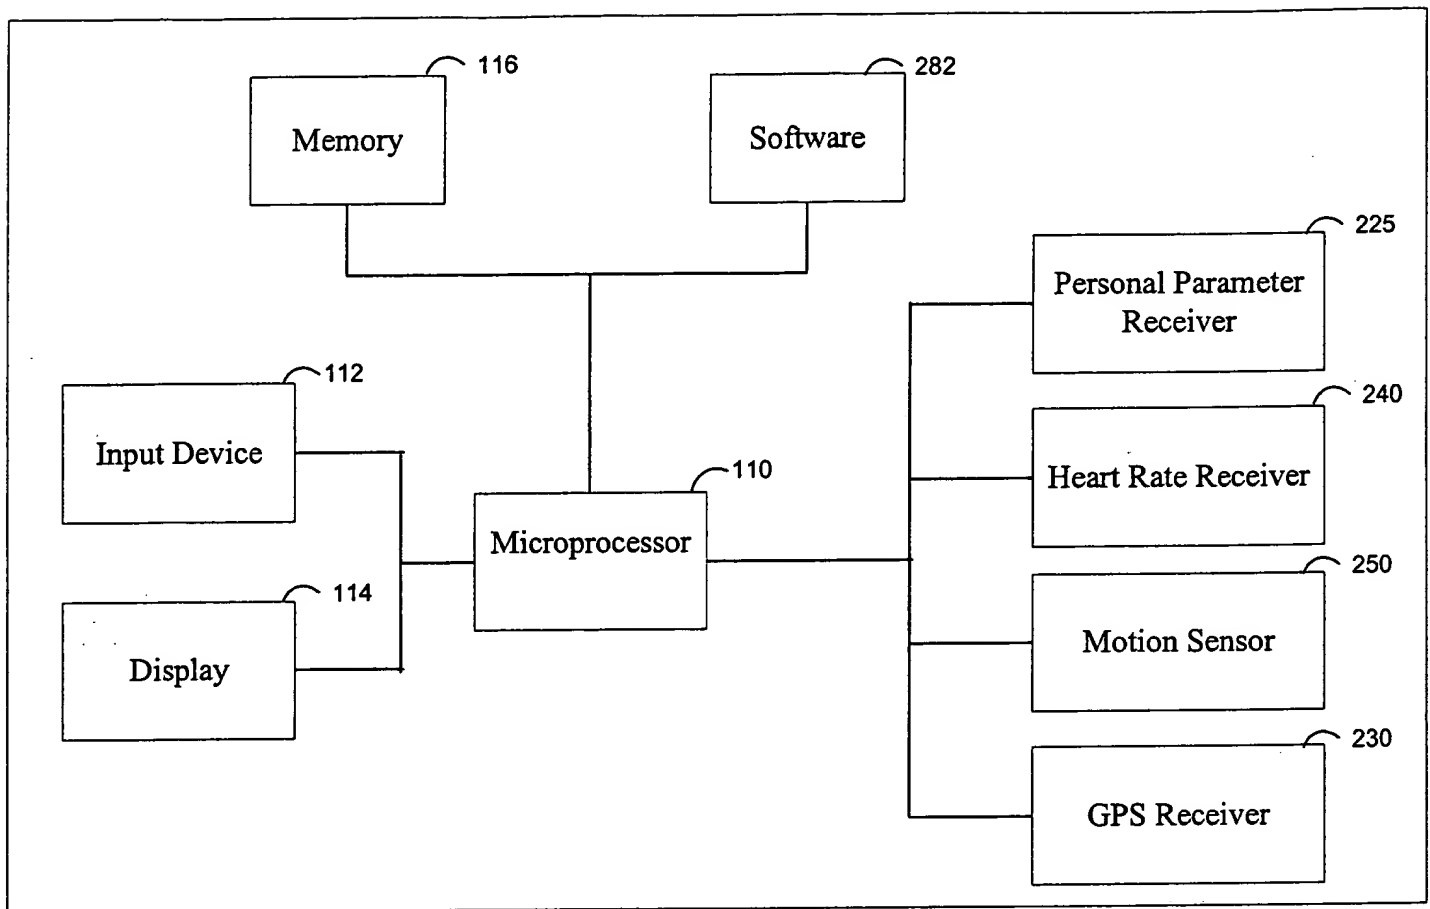 116
Memory
282
Software
225
Personal Parameter
Receiver
112
Input Device
240
Heart Rate Receiver
110
Microprocessor
114
Display
250
Motion Sensor
230
GPS Receiver